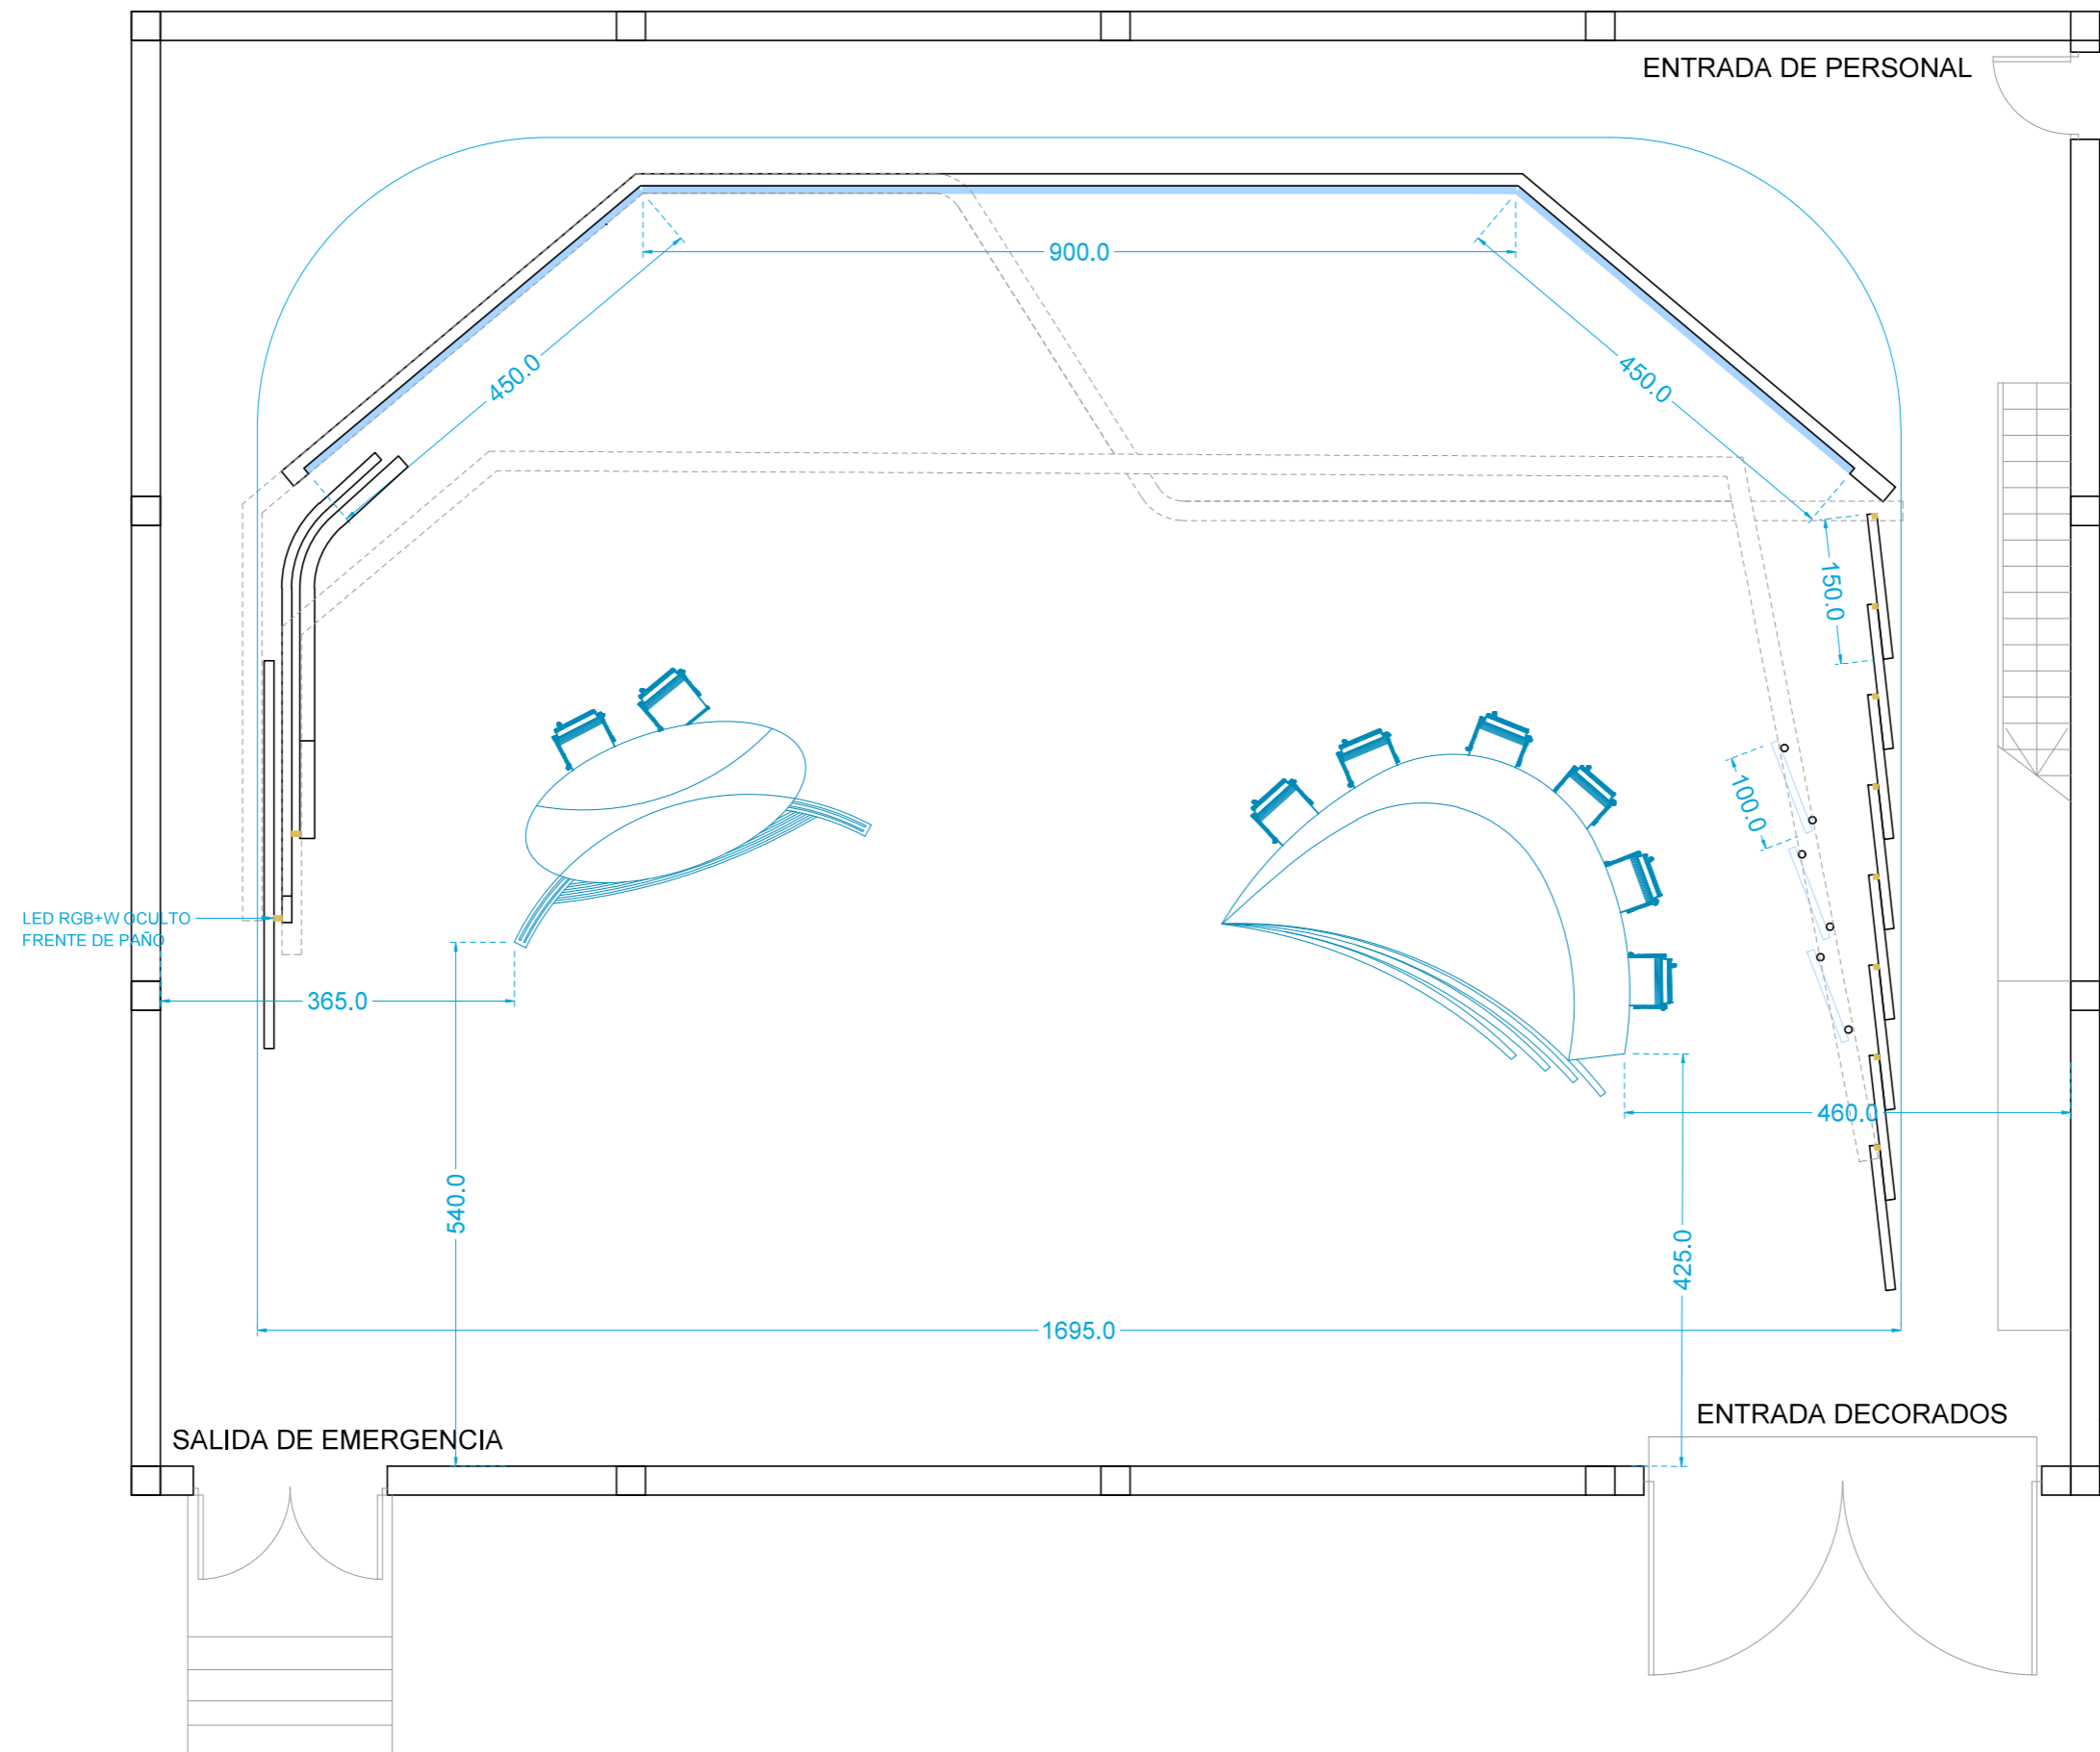 ENTRADA DE PERSONAL
900.0
450.0
450.0
150.0
100.0
LED RGB+W OCULTO
FRENTE DE PAÑO
365.0
460.0
540.0
425.0
1695.0
ENTRADA DECORADOS
SALIDA DE EMERGENCIA